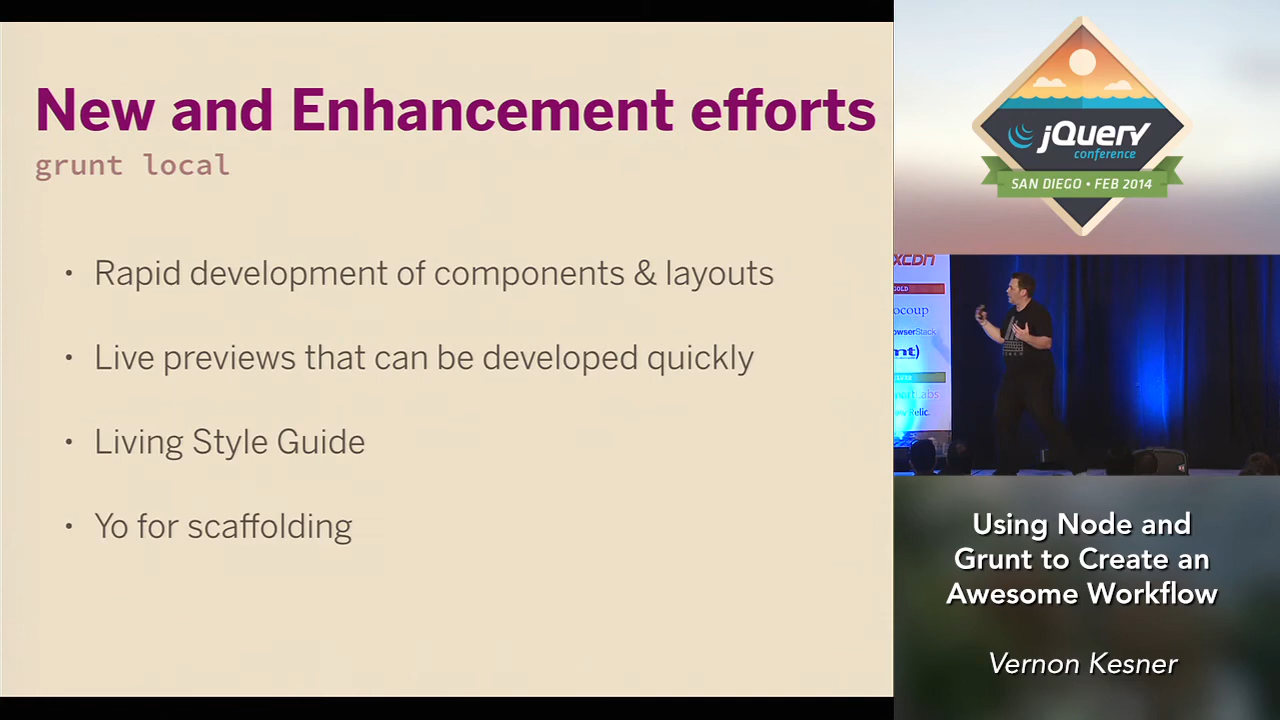 New and Enhancement efforts
grunt local
• Rapid development of components & layouts
• Live previews that can be developed quickly
• Living Style Guide
• Yo for scaffolding
jQuery
conference
SAN DIEGO • FEB 2014
Using Node and
Grunt to Create an
Awesome Workflow
Vernon Kesner